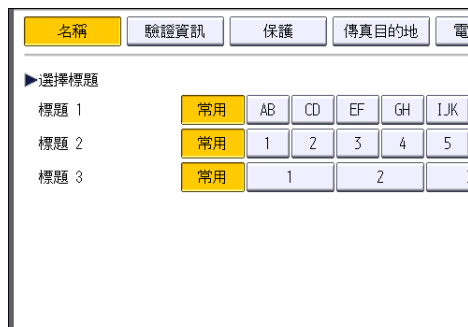 名稱 驗證資訊 保護 傳真目的地
▶選擇標題
標題 1 常用 AB CD EF GH IJK
標題 2 常用 1 2 3 4 5
標題 3 常用 1 2